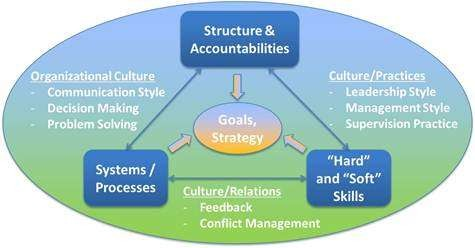 Structure &
Accountabilities
Organizational Culture
- Communication Style
- Decision Making
- Problem Solving
Culture/Practices
- Leadership Style
- Management Style
- Supervision Practice
Goals,
Strategy
Systems /
Processes
“Hard”
and “Soft”
Skills
Culture/Relations
- Feedback
- Conflict Management